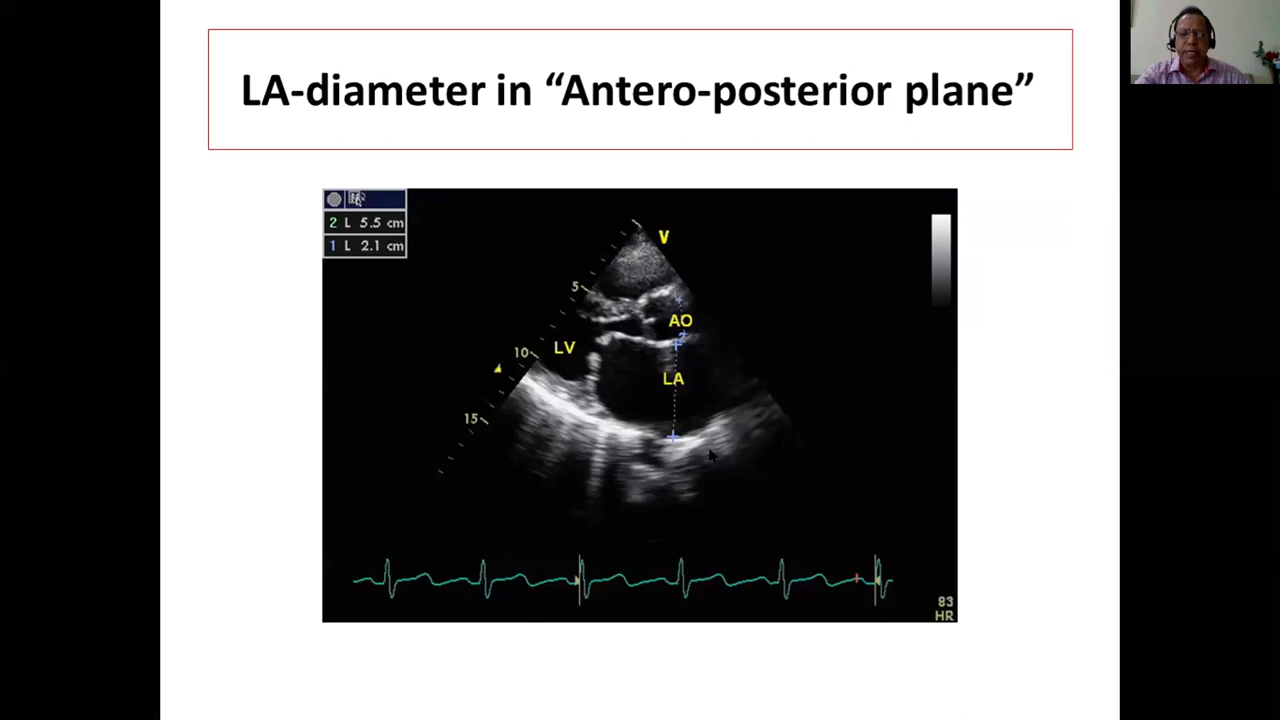 LA-diameter in “Antero-posterior plane”
2 L 5.5 cm
1 L 2.1 cm
V
5
AO
2
LV
10
LA
15
83
HR